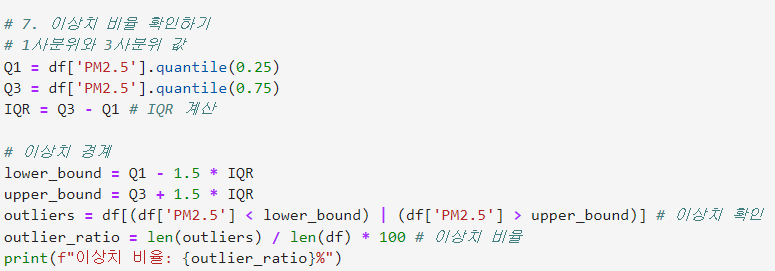 # 7. 이상치 비율 확인하기
# 1사분위와 3사분위 값
Q1 = df['PM2.5'].quantile(0.25)
Q3 = df['PM2.5'].quantile(0.75)
IQR = Q3 - Q1 # IQR 계산
# 이상치 경계
lower_bound = Q1 - 1.5 * IQR
upper_bound = Q3 + 1.5 * IQR
outliers = df[(df['PM2.5'] < lower_bound) | (df['PM2.5'] > upper_bound)] # 이상치 확인
outlier_ratio = len(outliers) / len(df) * 100 # 이상치 비율
print(f"이상치 비율: {outlier_ratio}%")